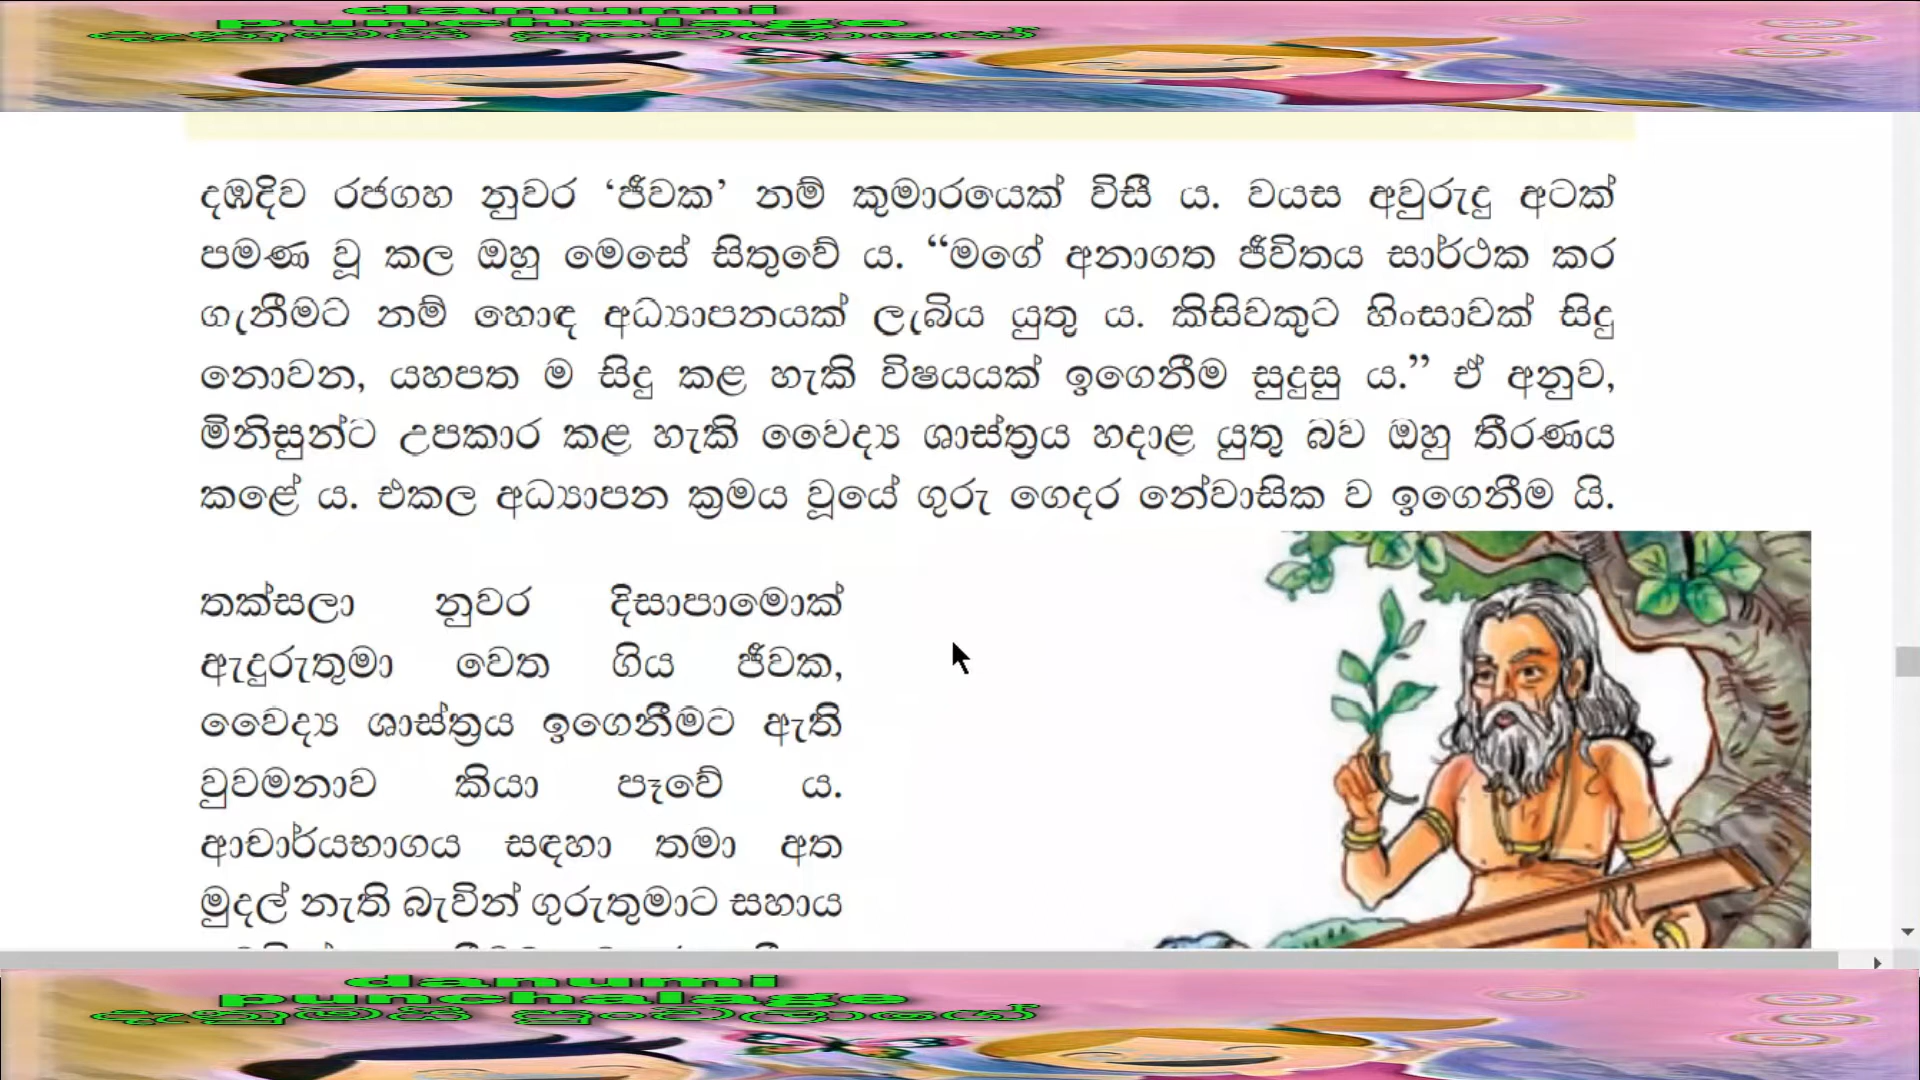 danumi
punchalage
දඹදිව රජගහ නුවර ‘ජීවක’ නම් කුමාරයෙක් විසී ය. වයස අවුරුදු අටක්
පමණ වූ කල ඔහු මෙසේ සිතුවේ ය. “මගේ අනාගත ජීවිතය සාර්ථක කර
ගැනීමට නම් හොඳ අධ්‍යාපනයක් ලැබිය යුතු ය. කිසිවකුට හිංසාවක් සිදු
නොවන, යහපත ම සිදු කළ හැකි විෂයයක් ඉගෙනීම සුදුසු ය.” ඒ අනුව,
මිනිසුන්ට උපකාර කළ හැකි වෛද්‍ය ශාස්ත්‍රය හදාළ යුතු බව ඔහු තීරණය
කළේ ය. එකල අධ්‍යාපන ක්‍රමය වූයේ ගුරු ගෙදර නේවාසික ව ඉගෙනීම යි.
තක්සලා නුවර දිසාපාමොක්
ඇදුරුතුමා වෙත ගිය ජීවක,
වෛද්‍ය ශාස්ත්‍රය ඉගෙනීමට ඇති
වුවමනාව කියා පෑවේ ය.
ආචාර්යභාගය සඳහා තමා අත
මුදල් නැති බැවින් ගුරුතුමාට සහාය
danumi
punchalage